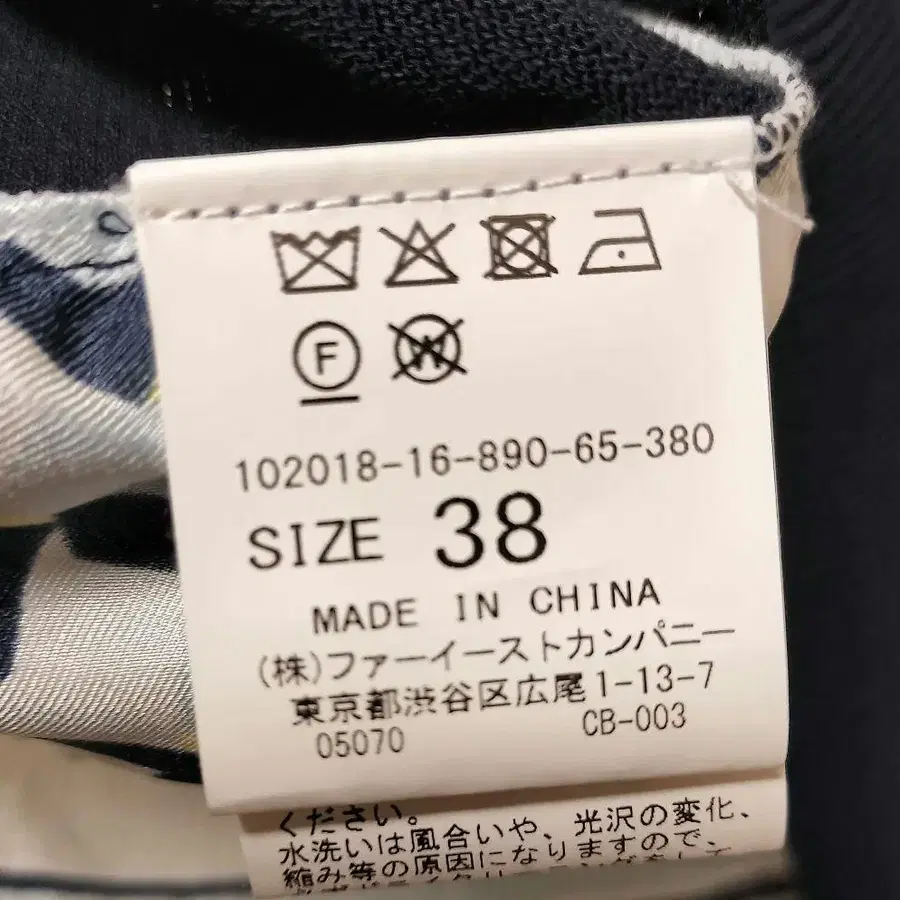 F W
102018-16-890-65-380
SIZE 38
MADE IN CHINA
(株)ファーイーストカンパニー
東京都渋谷区広尾1-13-7
05070 CB-003
ください。
水洗いは風合いや、光沢の変化、
縮み等の原因になりますので、